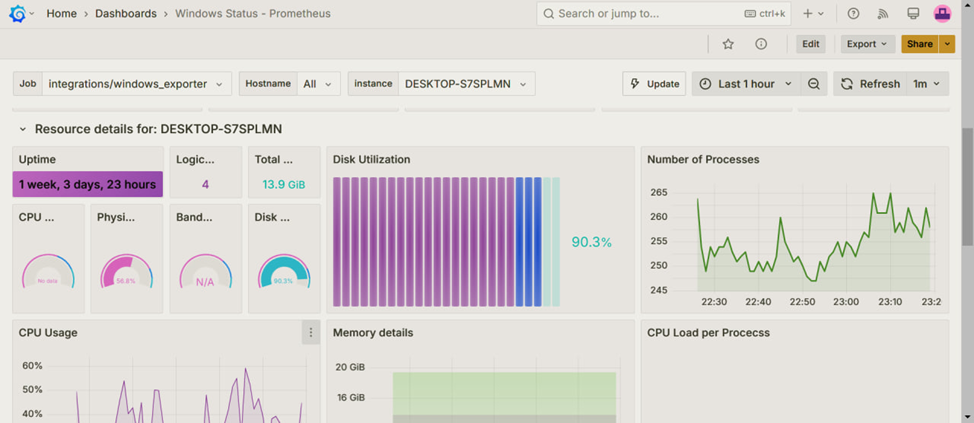 Home > Dashboards > Windows Status - Prometheus
Search or jump to... ctrl+k
Edit Export Share
Job integrations/windows_exporter Hostname All instance DESKTOP-S7SPLMN Update Last 1 hour Refresh 1m
Resource details for: DESKTOP-S7SPLMN
Uptime
1 week, 3 days, 23 hours
Logic...
4
Total ...
13.9 GiB
CPU ...
No data
Physi...
56.8%
Band...
N/A
Disk ...
90.3%
Disk Utilization
90.3%
Number of Processes
265
260
255
250
245
22:30 22:40 22:50 23:00 23:10 23:2
CPU Usage
60%
50%
40%
Memory details
20 GiB
16 GiB
CPU Load per Procecss